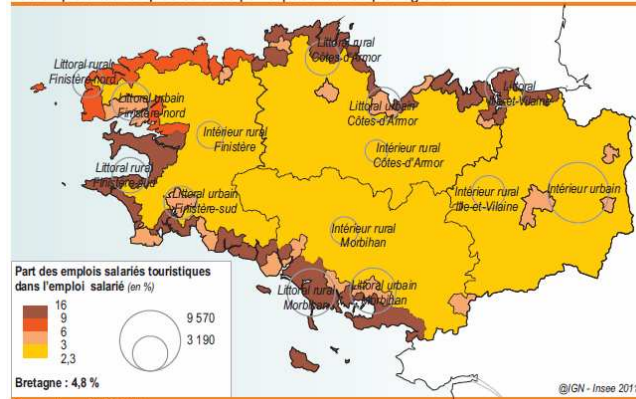 Littoral rural
Côtes-d'Armor
Littoral rural
Finistère-nord
Littoral urbain
Finistère-nord
Littoral
Ille-et-Vilaine
Littoral urbain
Côtes-d'Armor
Intérieur rural
Finistère
Intérieur rural
Côtes-d'Armor
Littoral rural
Finistère-sud
Littoral urbain
Finistère-sud
Intérieur rural
Ille-et-Vilaine
Intérieur urbain
Intérieur rural
Morbihan
Littoral rural
Morbihan
Littoral urbain
Morbihan
Part des emplois salariés touristiques
dans l'emploi salarié (en %)
16
9
6
3
2,3
9 570
3 190
Bretagne : 4,8 %
@IGN - Insee 2011